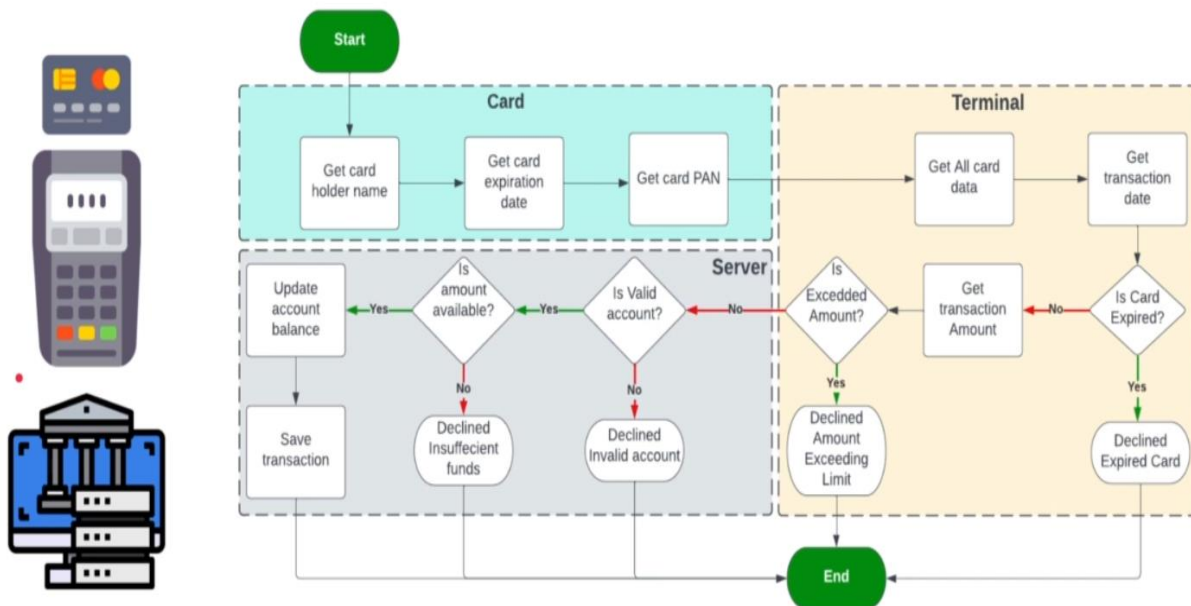 Start
Card
Terminal
Get card
holder name
Get card
expiration
date
Get card PAN
Get All card
data
Get
transaction
date
Server
Update
account
balance
Yes
Is
amount
available?
Yes
Is Valid
account?
No
Is
Excedded
Amount?
Get
transaction
Amount
No
Is Card
Expired?
No
No
Yes
Yes
Save
transaction
Declined
Insuffecient
funds
Declined
Invalid account
Declined
Amount
Exceeding
Limit
Declined
Expired Card
End